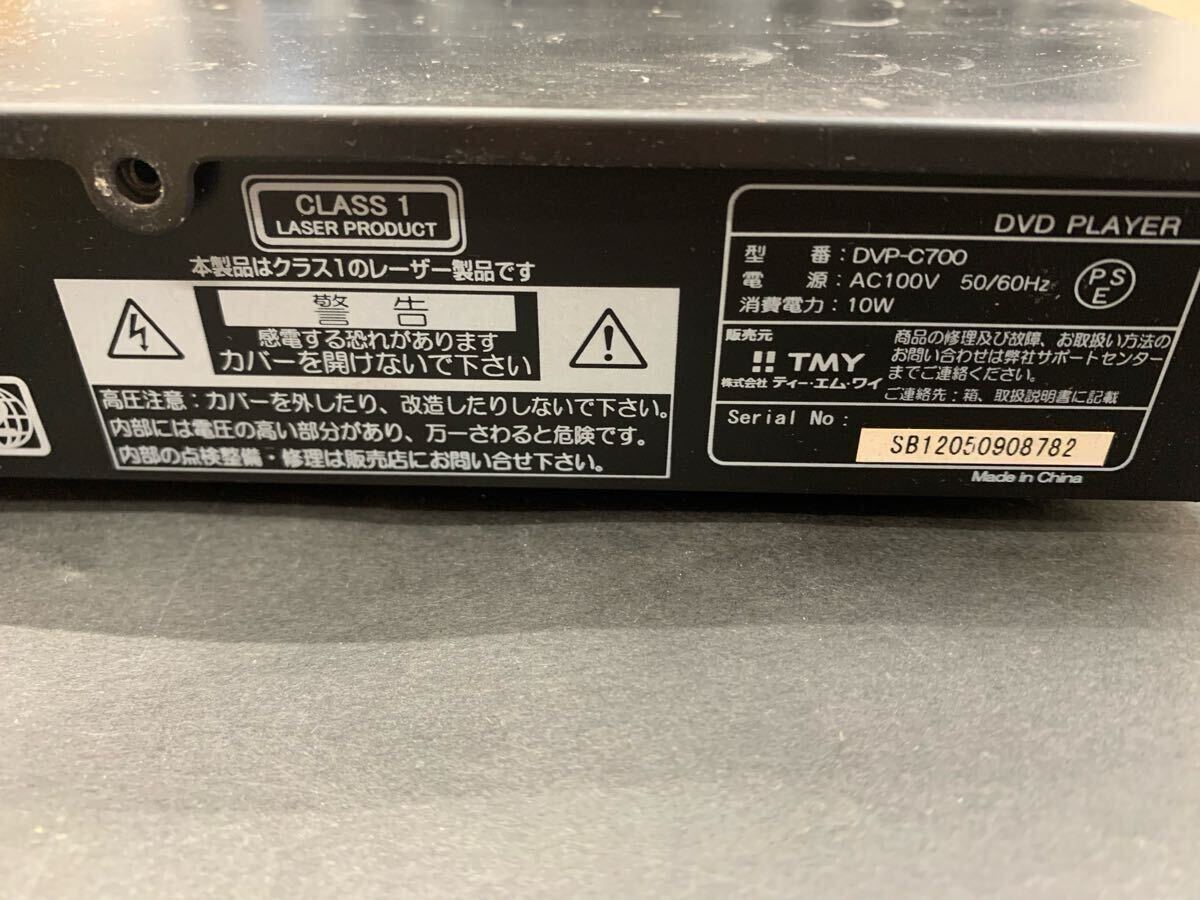 CLASS 1
LASER PRODUCT
本製品はクラス1のレーザー製品です
警告
感電する恐れがあります
カバーを開けないで下さい
高圧注意：カバーを外したり、改造したりしないで下さい。
内部には電圧の高い部分があり、万一さわると危険です。
内部の点検整備・修理は販売店にお問い合せ下さい。
DVD PLAYER
型 番：DVP-C700
電 源：AC100V 50/60Hz
消費電力：10W
PSE
販売元
TMY
株式会社 ティー・エム・ワイ
商品の修理及び故障、お取扱い方法の
お問い合わせは弊社サポートセンター
までご連絡ください。
ご連絡先：箱、取扱説明書に記載
Serial No：
SB12050908782
Made in China